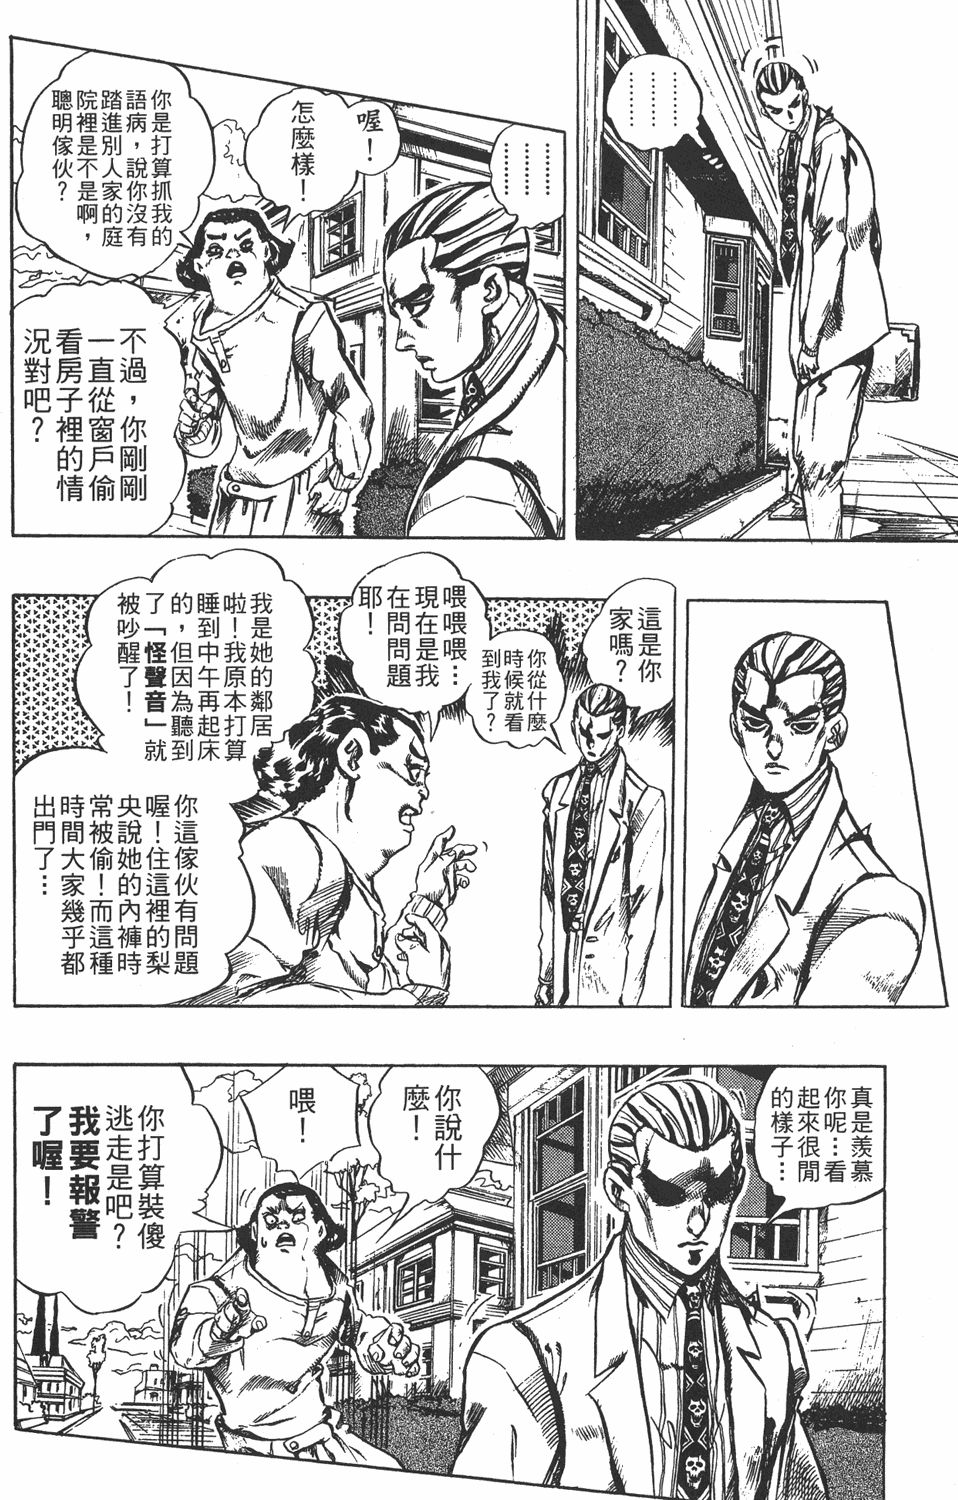 ………
………
………
………
喔！
怎麼樣！
你是打算抓我的
語病，說你沒有
踏進別人家的庭
院裡是不是啊，
聰明傢伙？
不過，你剛剛
一直從窗戶偷
看房子裡的情
況對吧？
這是你
家嗎？
你從什麼
時候就看
到我了？
喂喂喂…
現在是我
在問問題
耶！
我是她的鄰居
啦！我原本打算
睡到中午再起床
的，但因為聽到
了「怪聲音」就
被吵醒了！
你這傢伙有問題
喔！住這裡的梨
央說她的內褲時
常被偷！而這種
時間大家幾乎都
出門了…
真是羨慕
你呢…看
起來很閒
的樣子…
你說什
麼！
喂！
你打算裝傻
逃走是吧？
我要報警
了喔！